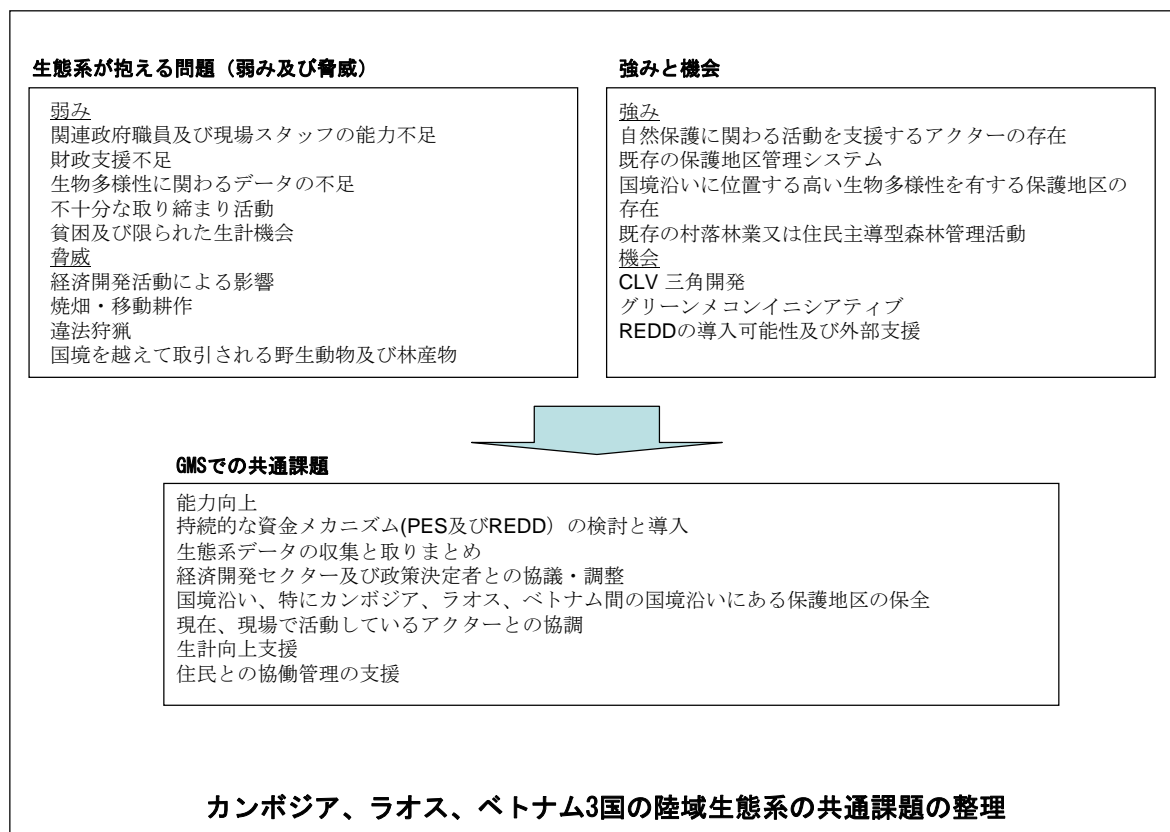 生態系が抱える問題（弱み及び脅威）
弱み
関連政府職員及び現場スタッフの能力不足
財政支援不足
生物多様性に関わるデータの不足
不十分な取り締まり活動
貧困及び限られた生計機会
脅威
経済開発活動による影響
焼畑・移動耕作
違法狩猟
国境を越えて取引される野生動物及び林産物
強みと機会
強み
自然保護に関わる活動を支援するアクターの存在
既存の保護地区管理システム
国境沿いに位置する高い生物多様性を有する保護地区の
存在
既存の村落林業又は住民主導型森林管理活動
機会
CLV 三角開発
グリーンメコンイニシアティブ
REDDの導入可能性及び外部支援
GMSでの共通課題
能力向上
持続的な資金メカニズム(PES及びREDD）の検討と導入
生態系データの収集と取りまとめ
経済開発セクター及び政策決定者との協議・調整
国境沿い、特にカンボジア、ラオス、ベトナム間の国境沿いにある保護地区の保全
現在、現場で活動しているアクターとの協調
生計向上支援
住民との協働管理の支援
カンボジア、ラオス、ベトナム3国の陸域生態系の共通課題の整理